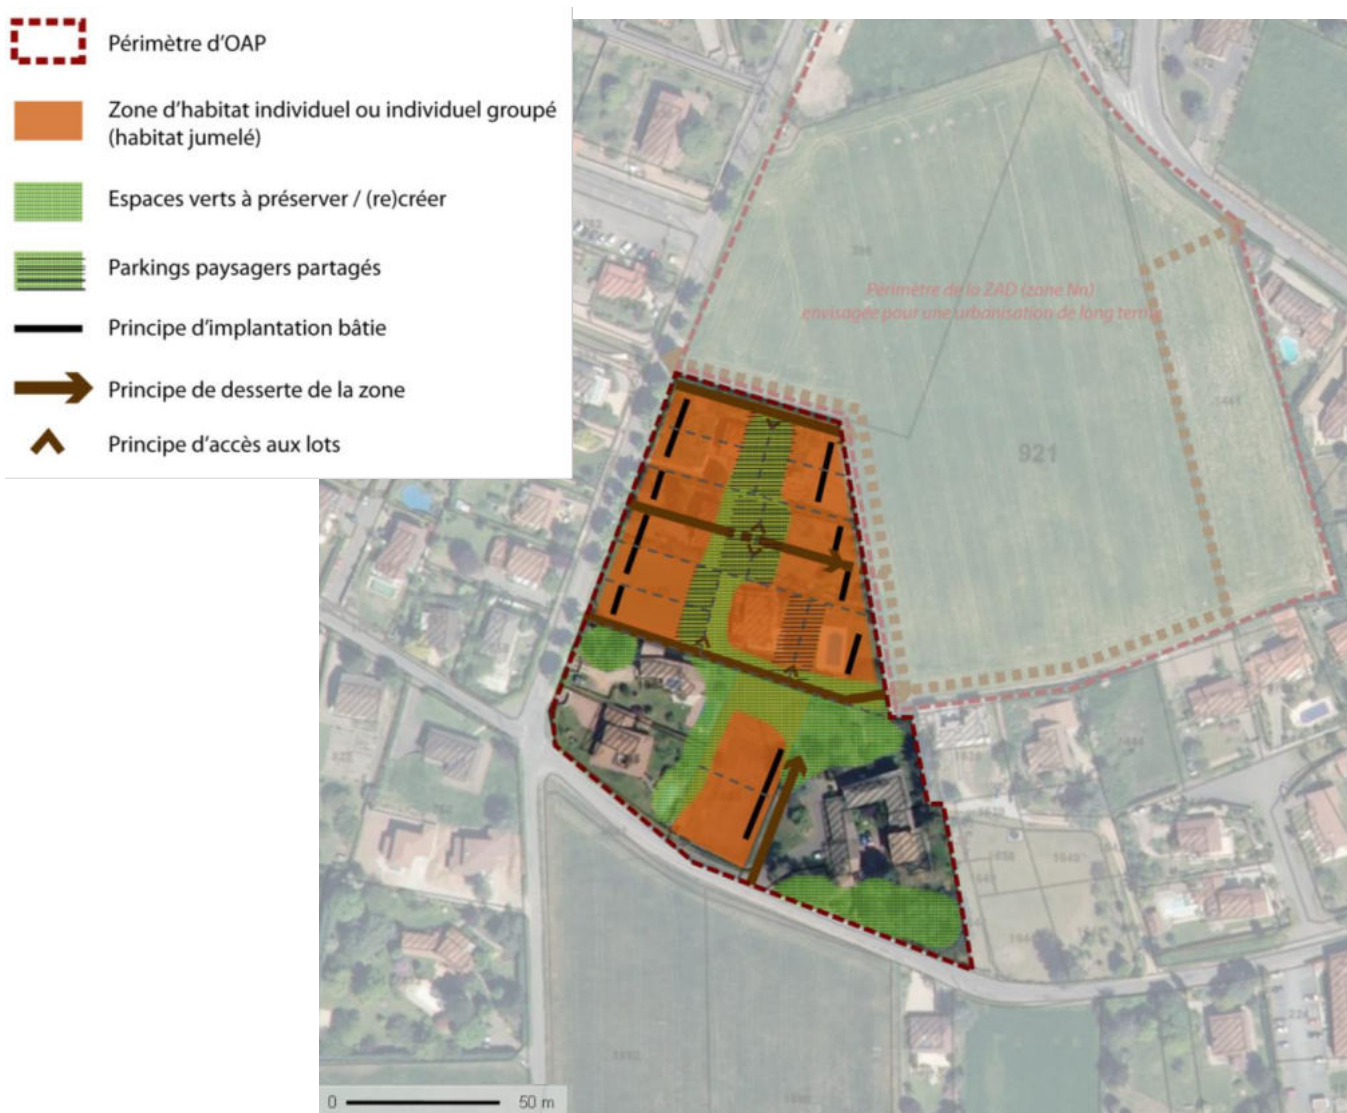 Périmètre d'OAP
Zone d'habitat individuel ou individuel groupé
(habitat jumelé)
Espaces verts à préserver / (re)créer
Parkings paysagers partagés
Principe d'implantation bâtie
Principe de desserte de la zone
Principe d'accès aux lots
Périmètre de la ZAD (zone Nn)
envisagée pour une urbanisation de long terme
921
0 50 m